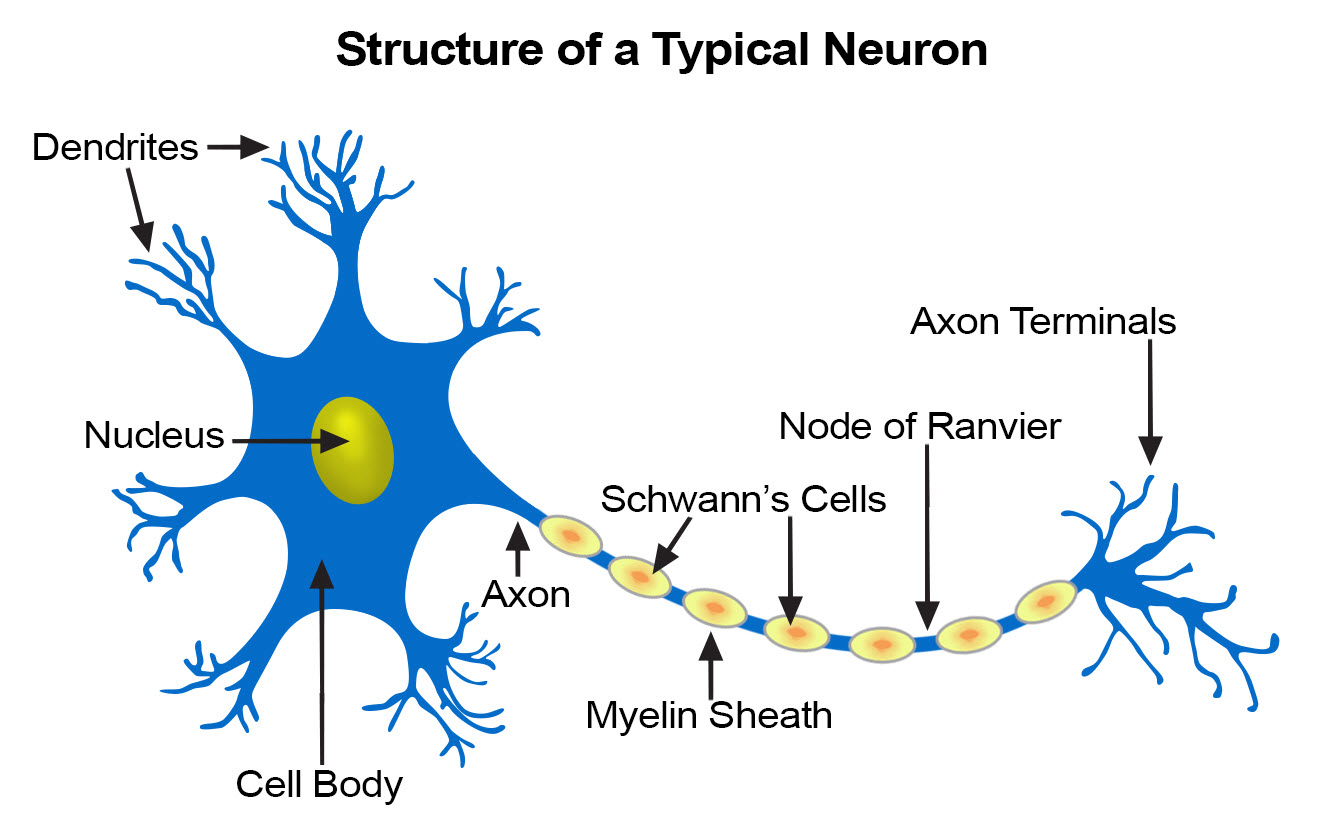 Structure of a Typical Neuron
Dendrites
Axon Terminals
Nucleus
Node of Ranvier
Schwann’s Cells
Axon
Myelin Sheath
Cell Body